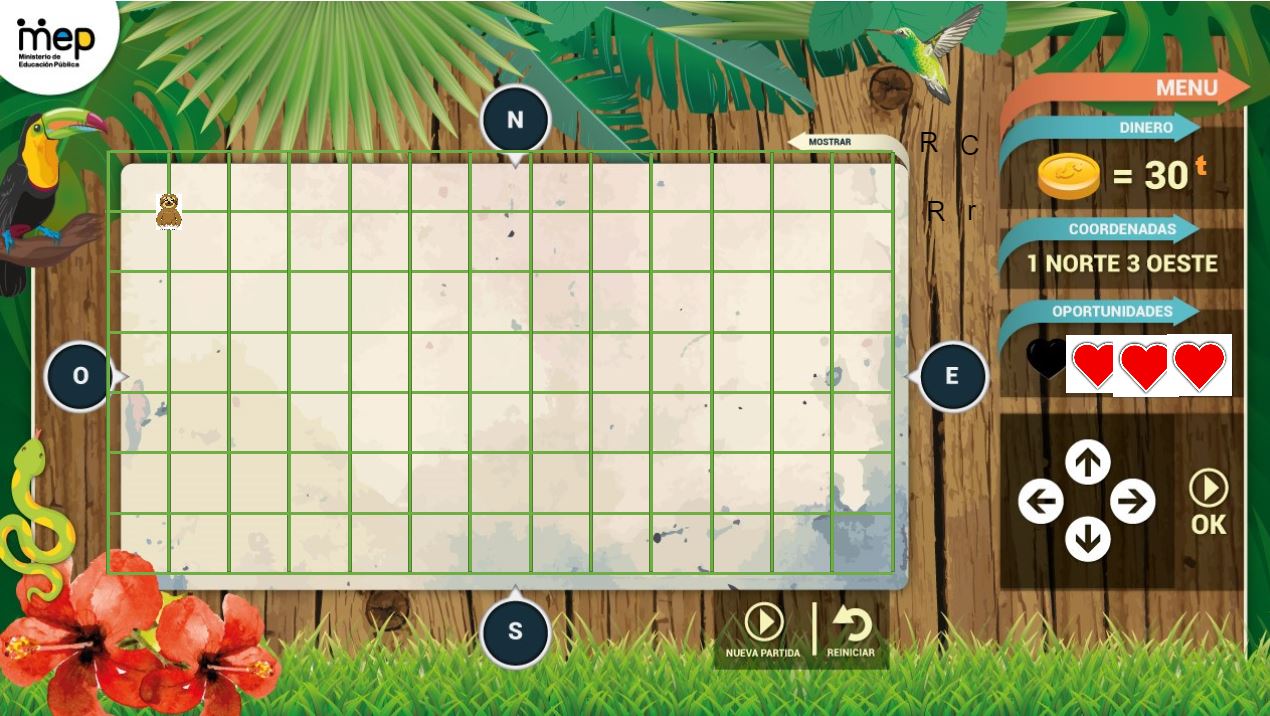 mep
Ministerio de
Educación Pública
N
MOSTRAR
R C
R r
MENU
DINERO
= 30 t
COORDENADAS
1 NORTE 3 OESTE
OPORTUNIDADES
O
E
OK
S
NUEVA PARTIDA
REINICIAR